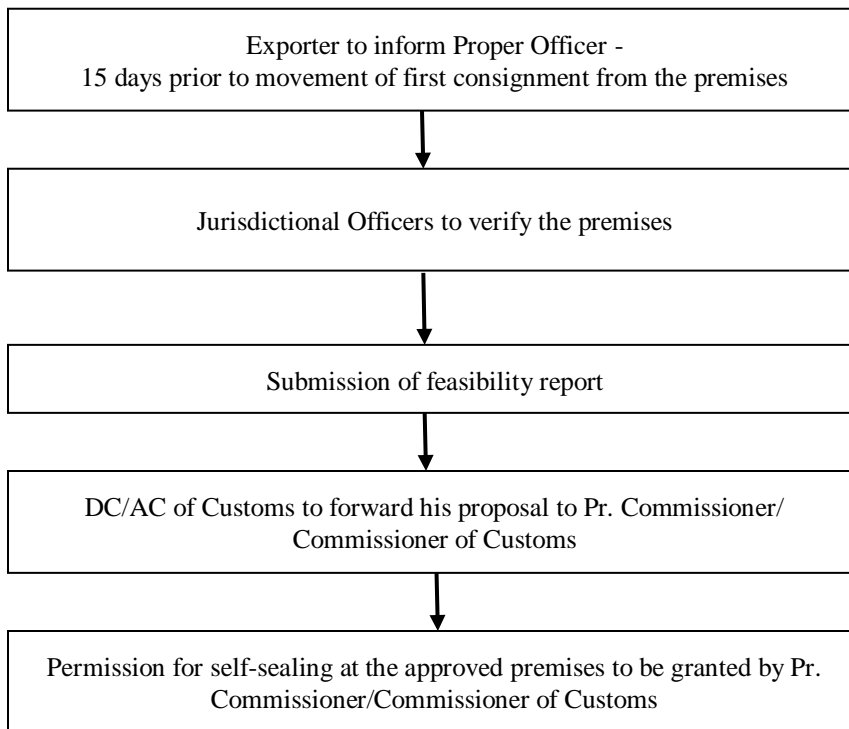 Exporter to inform Proper Officer -
15 days prior to movement of first consignment from the premises
Jurisdictional Officers to verify the premises
Submission of feasibility report
DC/AC of Customs to forward his proposal to Pr. Commissioner/
Commissioner of Customs
Permission for self-sealing at the approved premises to be granted by Pr.
Commissioner/Commissioner of Customs